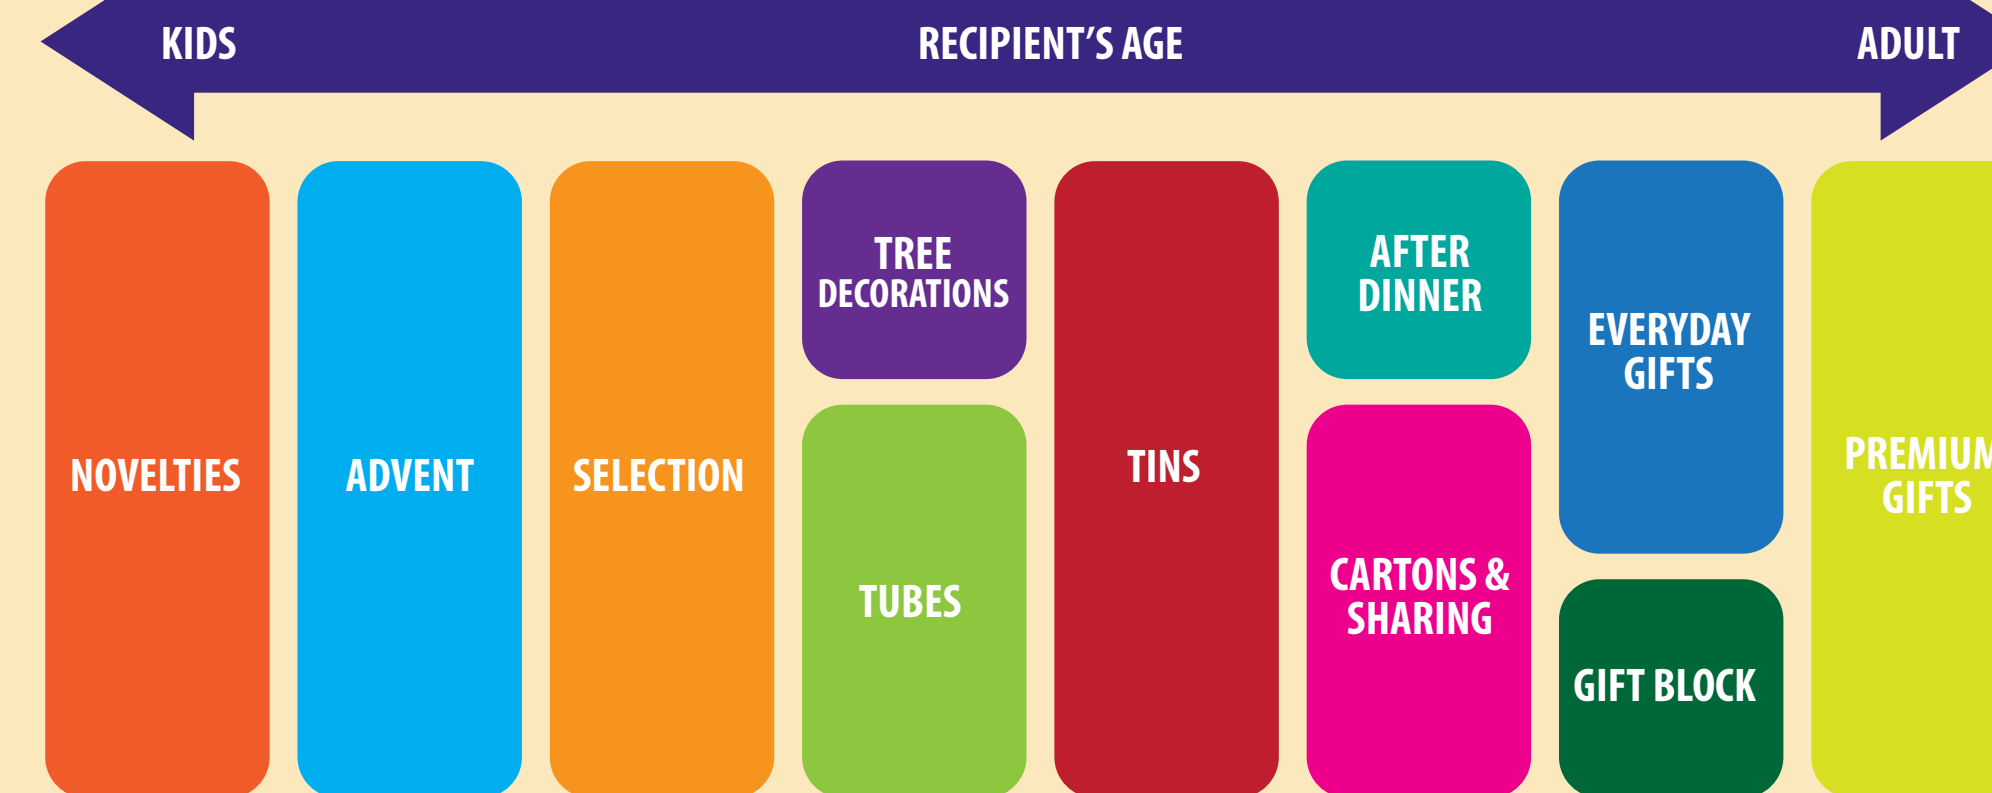 KIDS
RECIPIENT'S AGE
ADULT
NOVELTIES
ADVENT
SELECTION
TREE
DECORATIONS
TUBES
TINS
AFTER
DINNER
CARTONS &
SHARING
EVERYDAY
GIFTS
GIFT BLOCK
PREMIUM
GIFTS